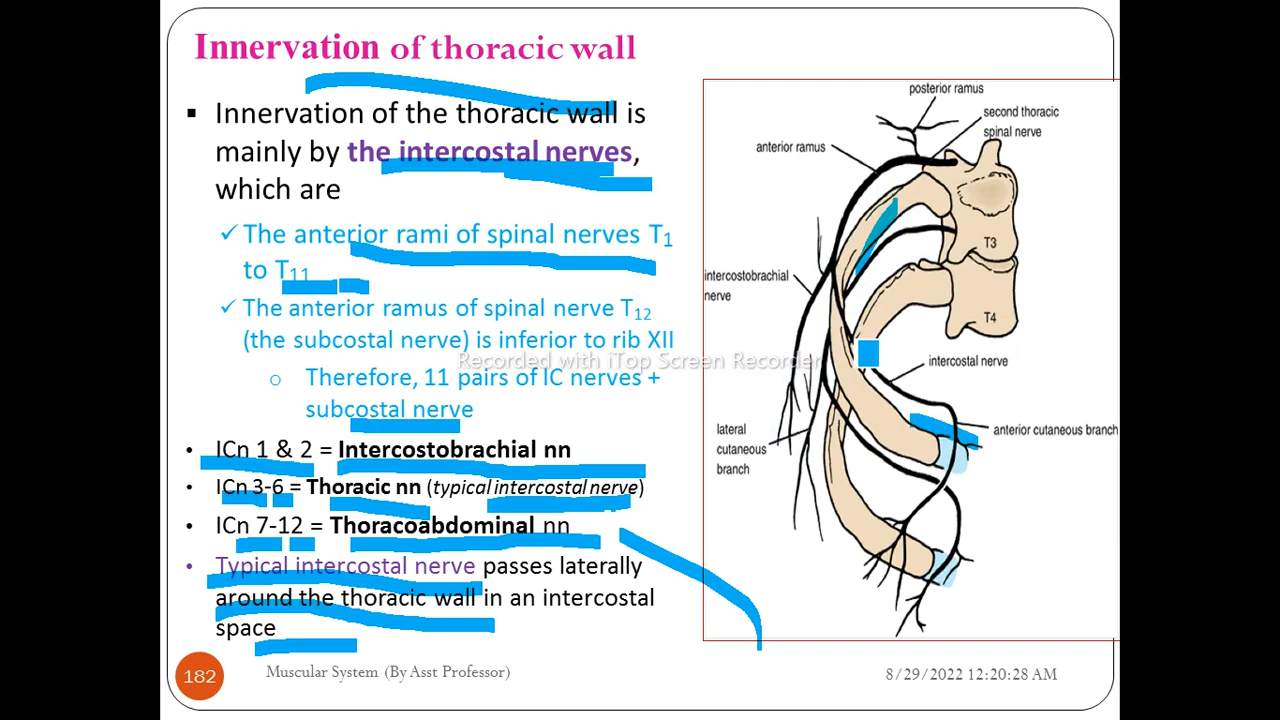 Innervation of thoracic wall
▪ Innervation of the thoracic wall is
mainly by the intercostal nerves,
which are
✓ The anterior rami of spinal nerves T1
to T11
✓ The anterior ramus of spinal nerve T12
(the subcostal nerve) is inferior to rib XII
o Therefore, 11 pairs of IC nerves +
subcostal nerve
• ICn 1 & 2 = Intercostobrachial nn
• ICn 3-6 = Thoracic nn (typical intercostal nerve)
• ICn 7-12 = Thoracoabdominal nn
• Typical intercostal nerve passes laterally
around the thoracic wall in an intercostal
space
posterior ramus
second thoracic
spinal nerve
anterior ramus
T3
intercostobrachial
nerve
T4
intercostal nerve
anterior cutaneous branch
lateral
cutaneous
branch
Recorded with iTop Screen Recorder
182
Muscular System (By Asst Professor)
8/29/2022 12:20:28 AM